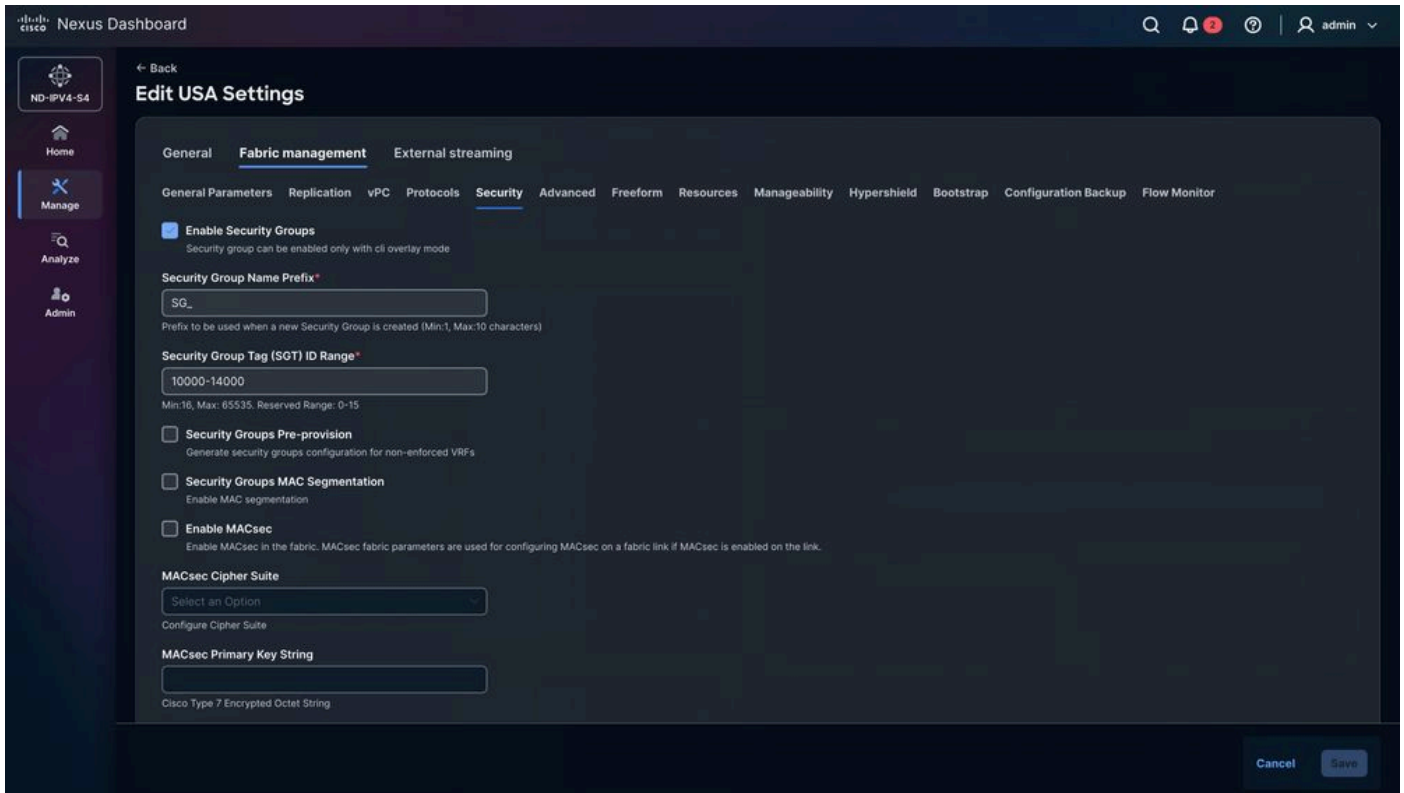 cisco Nexus Dashboard
2
admin
ND-IPV4-S4
Home
Manage
Analyze
Admin
← Back
Edit USA Settings
General Fabric management External streaming
General Parameters Replication vPC Protocols Security Advanced Freeform Resources Manageability Hypershield Bootstrap Configuration Backup Flow Monitor
Enable Security Groups
Security group can be enabled only with cli overlay mode
Security Group Name Prefix*
SG_
Prefix to be used when a new Security Group is created (Min:1, Max:10 characters)
Security Group Tag (SGT) ID Range*
10000-14000
Min:16, Max: 65535. Reserved Range: 0-15
Security Groups Pre-provision
Generate security groups configuration for non-enforced VRFs
Security Groups MAC Segmentation
Enable MAC segmentation
Enable MACsec
Enable MACsec in the fabric. MACsec fabric parameters are used for configuring MACsec on a fabric link if MACsec is enabled on the link.
MACsec Cipher Suite
Select an Option
Configure Cipher Suite
MACsec Primary Key String
Cisco Type 7 Encrypted Octet String
Cancel Save